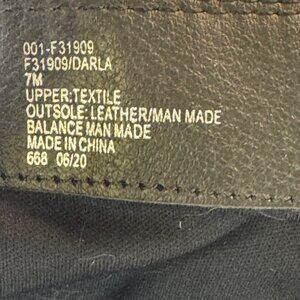 001-F31909
F31909/DARLA
7M
UPPER:TEXTILE
OUTSOLE: LEATHER/MAN MADE
BALANCE MAN MADE
MADE IN CHINA
668 06/20